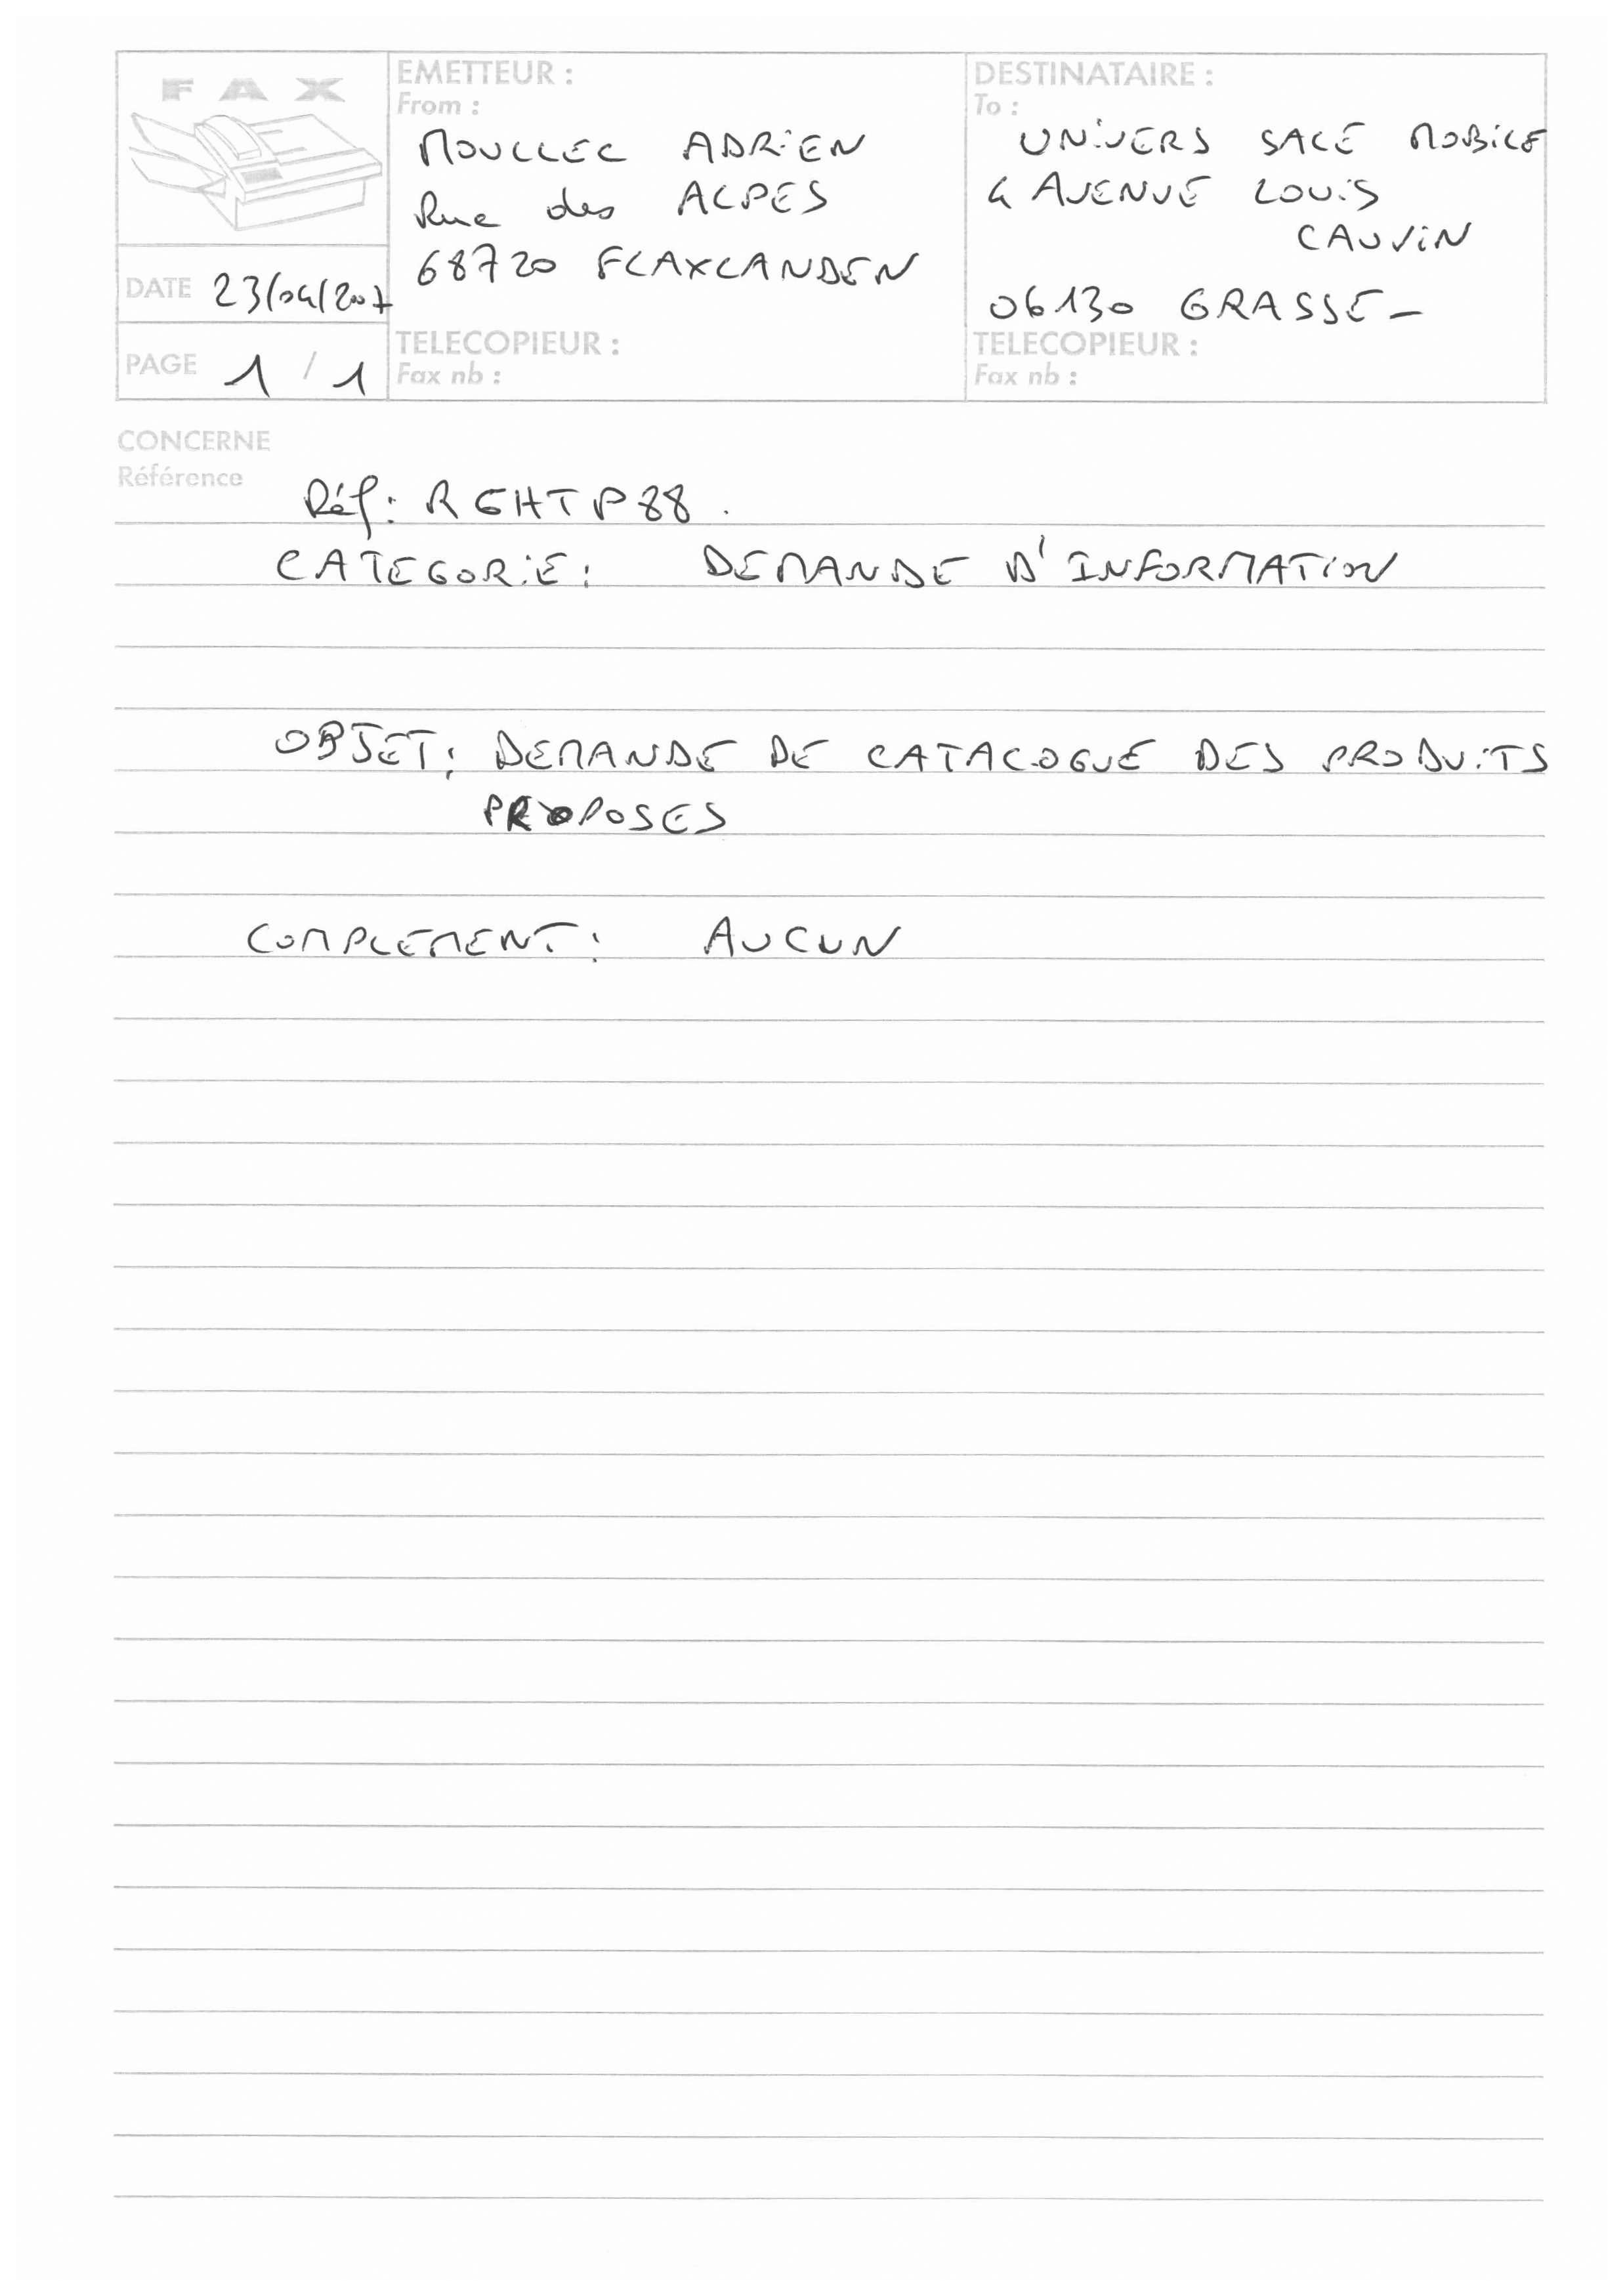 FAX
EMETTEUR :
From :
MOULLEC ADRIEN
Rue des ALPES
68720 FLAXLANDEN
TELECOPIEUR :
Fax nb :
DESTINATAIRE :
To :
UNIVERS SALE MOBILE
4 AVENUE LOUIS
CAUVIN
06130 GRASSE -
TELECOPIEUR :
Fax nb :
DATE 23/04/2007
PAGE 1 / 1
CONCERNE
Référence
Réf: RGHTP88.
CATEGORIE: DEMANDE D'INFORMATION
OBJET: DEMANDE DE CATALOGUE DES PRODUITS
PROPOSES
COMPLEMENT: AUCUN